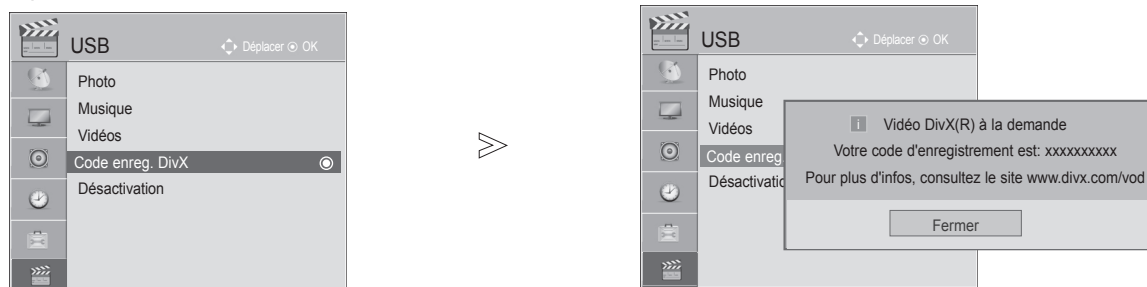 USB
Déplacer OK
Photo
Musique
Vidéos
Code enreg. DivX
Désactivation
USB
Déplacer OK
Photo
Musique
Vidéos
Code enreg
Désactivatio
i Vidéo DivX(R) à la demande
Votre code d'enregistrement est: xxxxxxxxxx
Pour plus d'infos, consultez le site www.divx.com/vod
Fermer